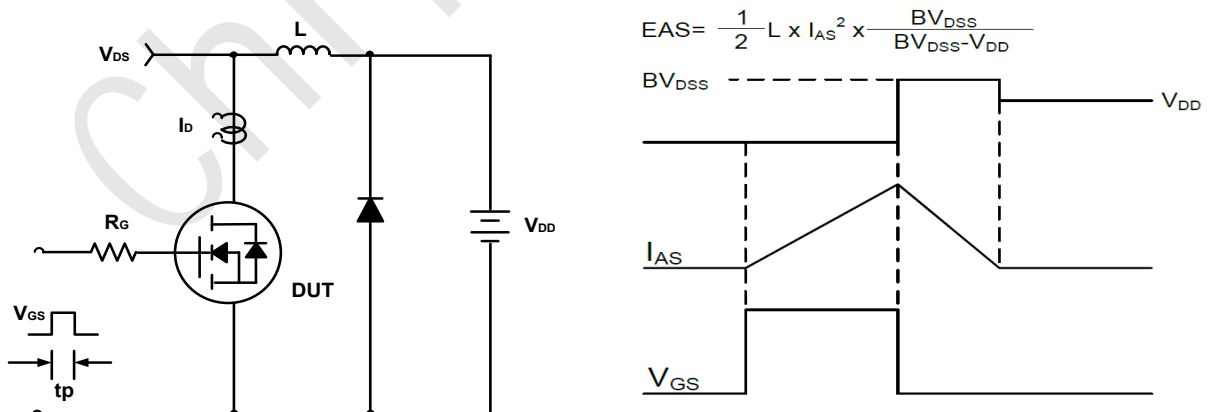 L
VDS
ID
RG
VDD
DUT
VGS
tp
EAS= 1/2 L x IAS² x BVDSS/BVDSS-VDD
BVDSS
VDD
IAS
VGS